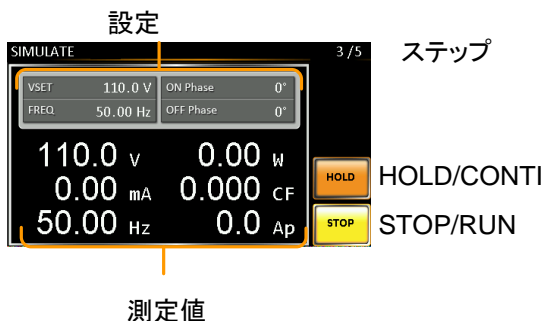 設定
SIMULATE 3/5 ステップ
VSET 110.0 V ON Phase 0°
FREQ 50.00 Hz OFF Phase 0°
110.0 V 0.00 W
0.00 mA 0.000 CF
HOLD HOLD/CONTI
50.00 Hz 0.0 Ap
STOP STOP/RUN
測定値